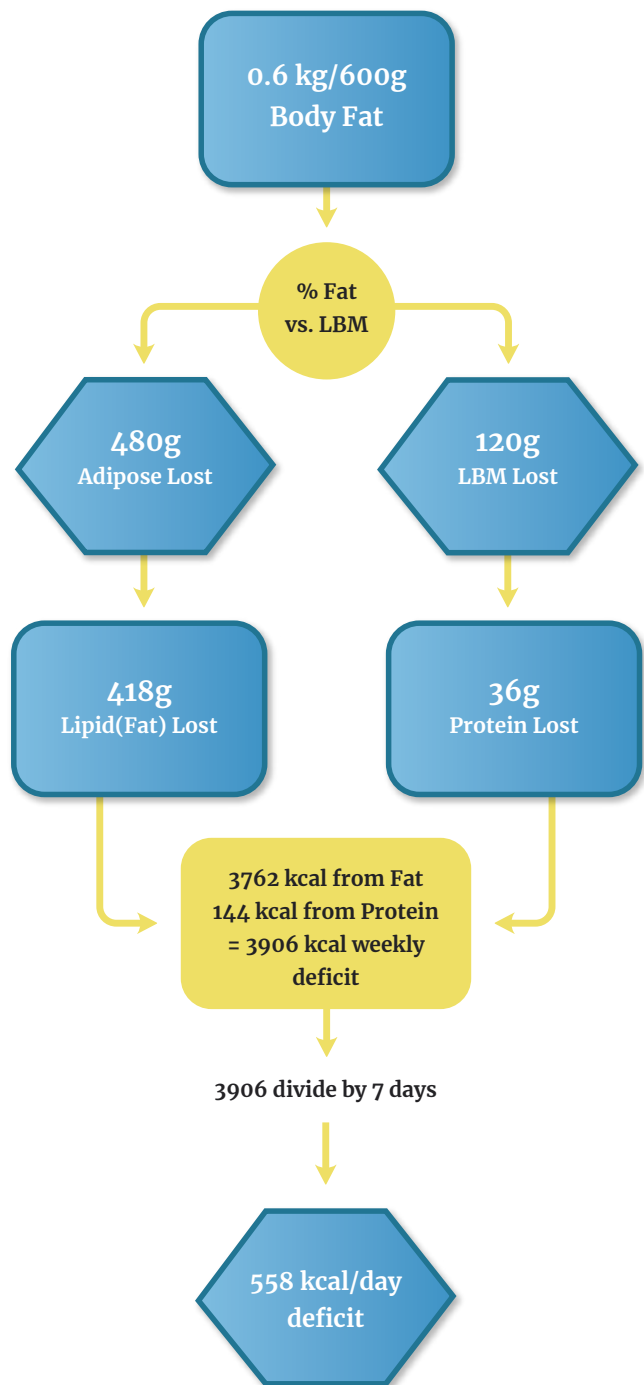 0.6 kg/600g
Body Fat
% Fat
vs. LBM
480g
Adipose Lost
120g
LBM Lost
418g
Lipid(Fat) Lost
36g
Protein Lost
3762 kcal from Fat
144 kcal from Protein
= 3906 kcal weekly
deficit
3906 divide by 7 days
558 kcal/day
deficit